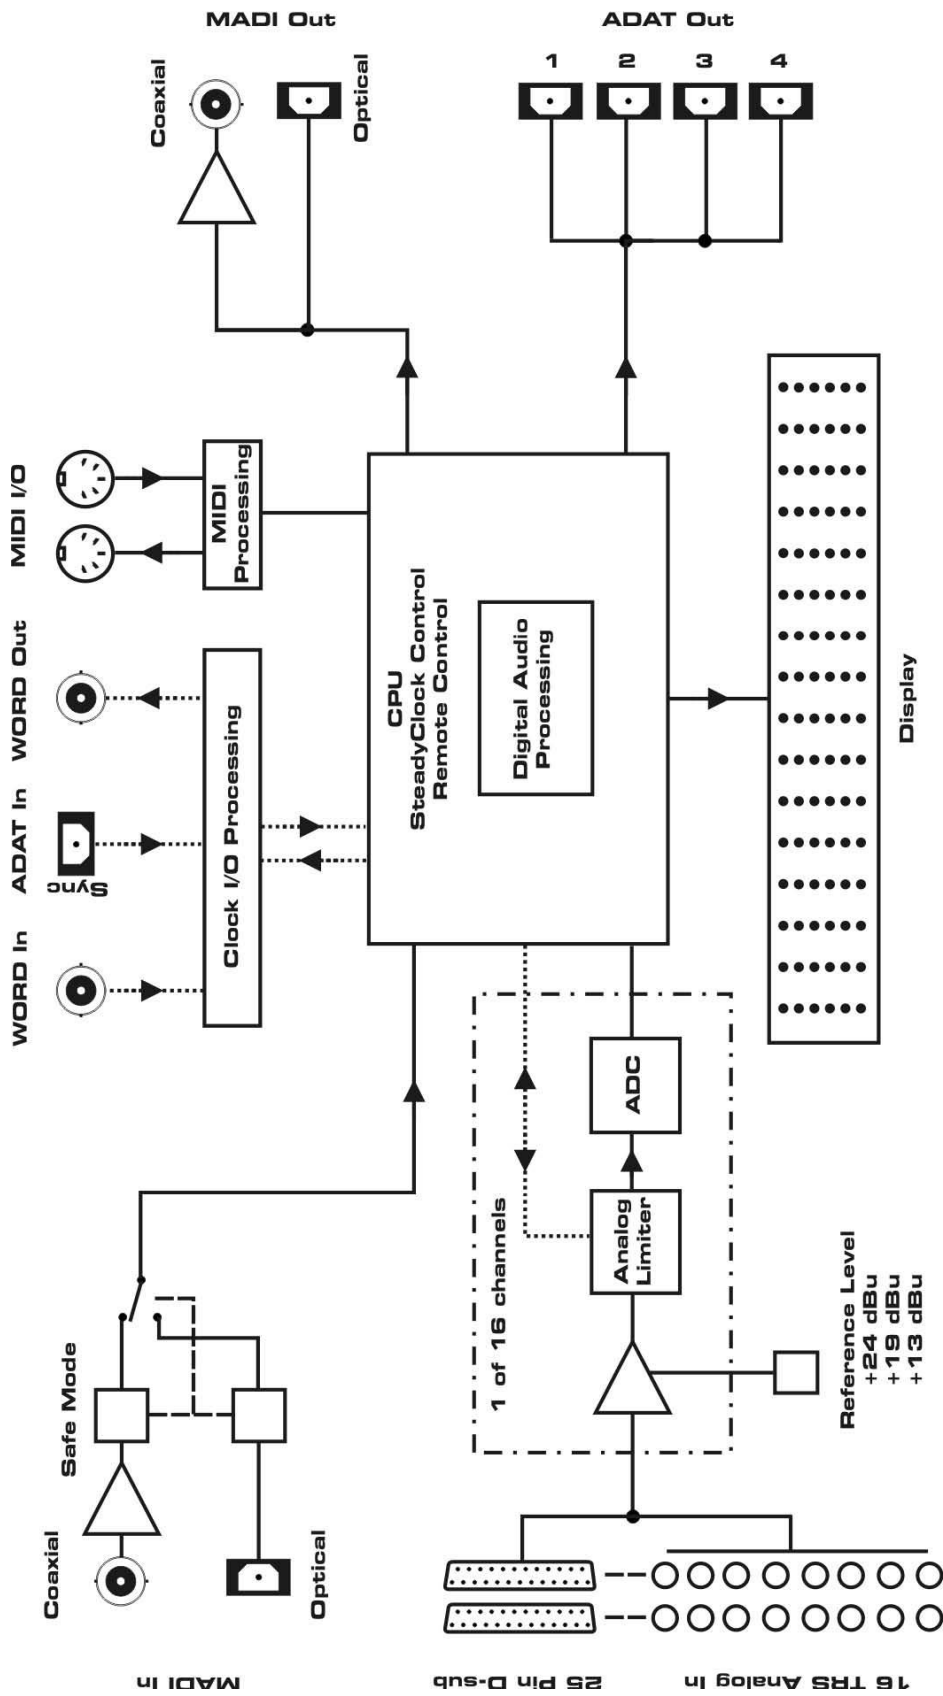 MADI Out
ADAT Out
Coaxial
Optical
1
2
3
4
MIDI I/O
MIDI
Processing
WORD Out
ADAT In
Sync
WORD In
Clock I/O Processing
CPU
SteadyClock Control
Remote Control
Digital Audio
Processing
Display
1 of 16 channels
ADC
Analog
Limiter
Reference Level
+24 dBu
+19 dBu
+13 dBu
Safe Mode
Coaxial
Optical
MADI In
25 Pin D-sub
16 TRS Analog In